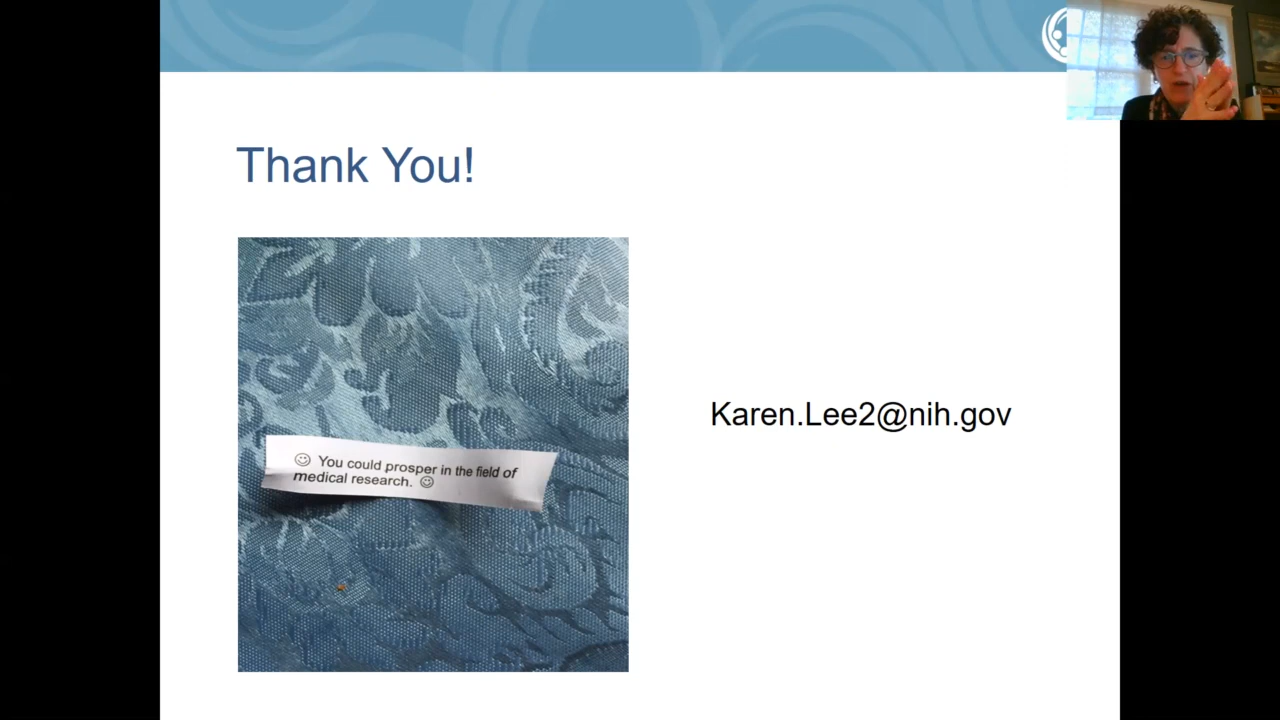 Thank You!
☺ You could prosper in the field of
medical research. ☺
Karen.Lee2@nih.gov